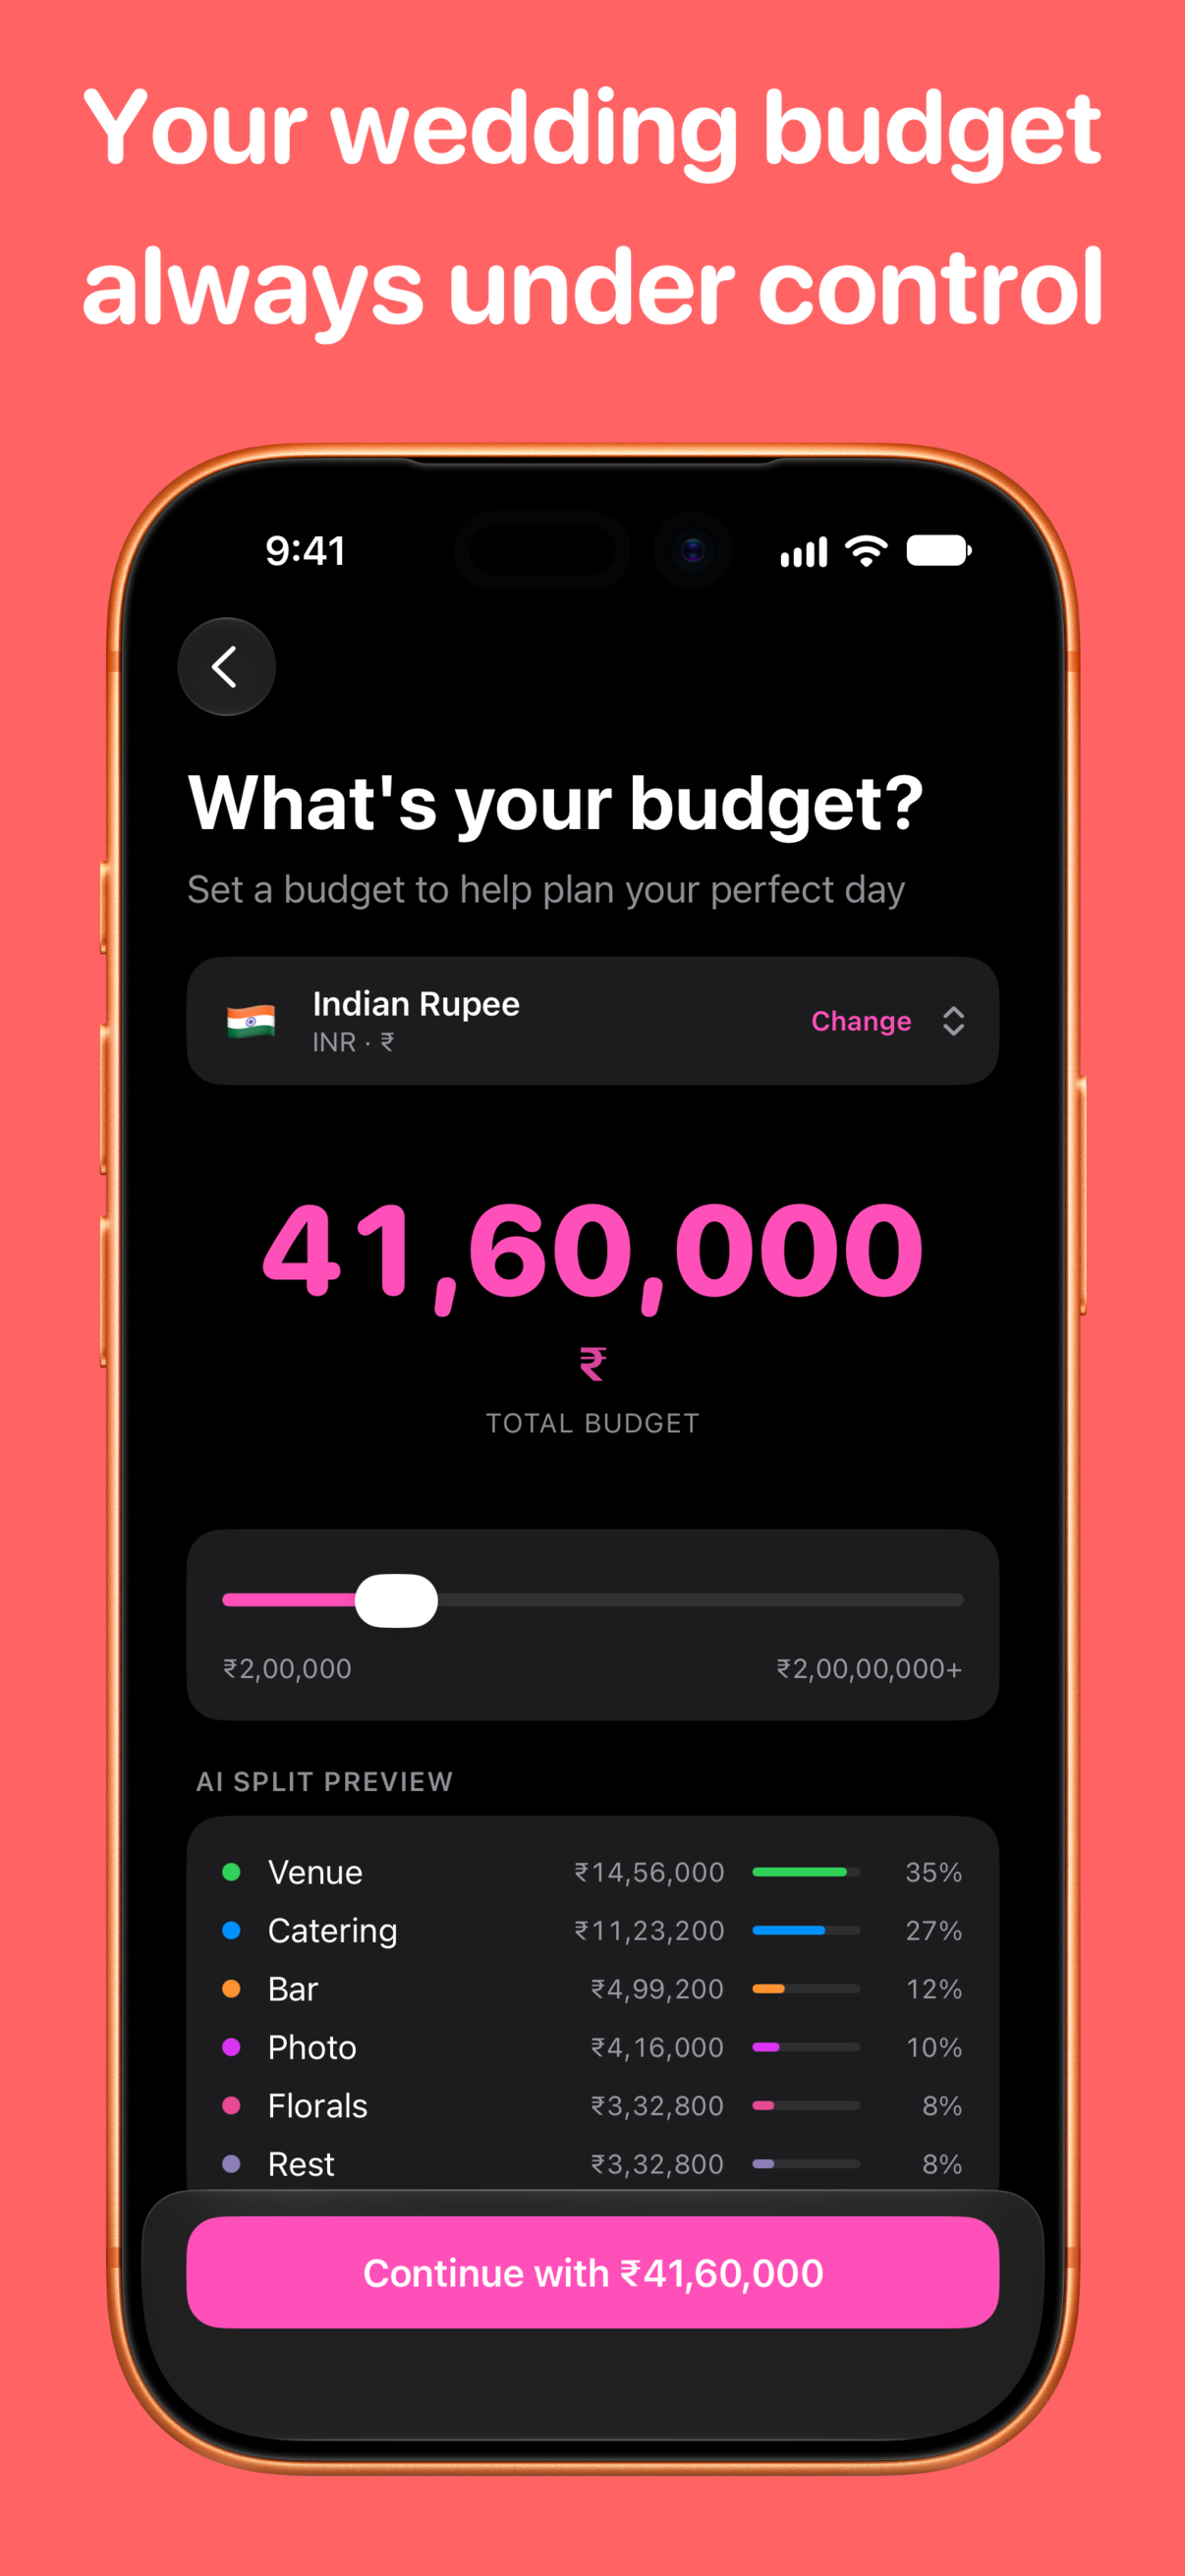 Your wedding budget
always under control
9:41
What's your budget?
Set a budget to help plan your perfect day
Indian Rupee
INR · ₹
Change
41,60,000
₹
TOTAL BUDGET
₹2,00,000
₹2,00,00,000+
AI SPLIT PREVIEW
Venue ₹14,56,000 35%
Catering ₹11,23,200 27%
Bar ₹4,99,200 12%
Photo ₹4,16,000 10%
Florals ₹3,32,800 8%
Rest ₹3,32,800 8%
Continue with ₹41,60,000